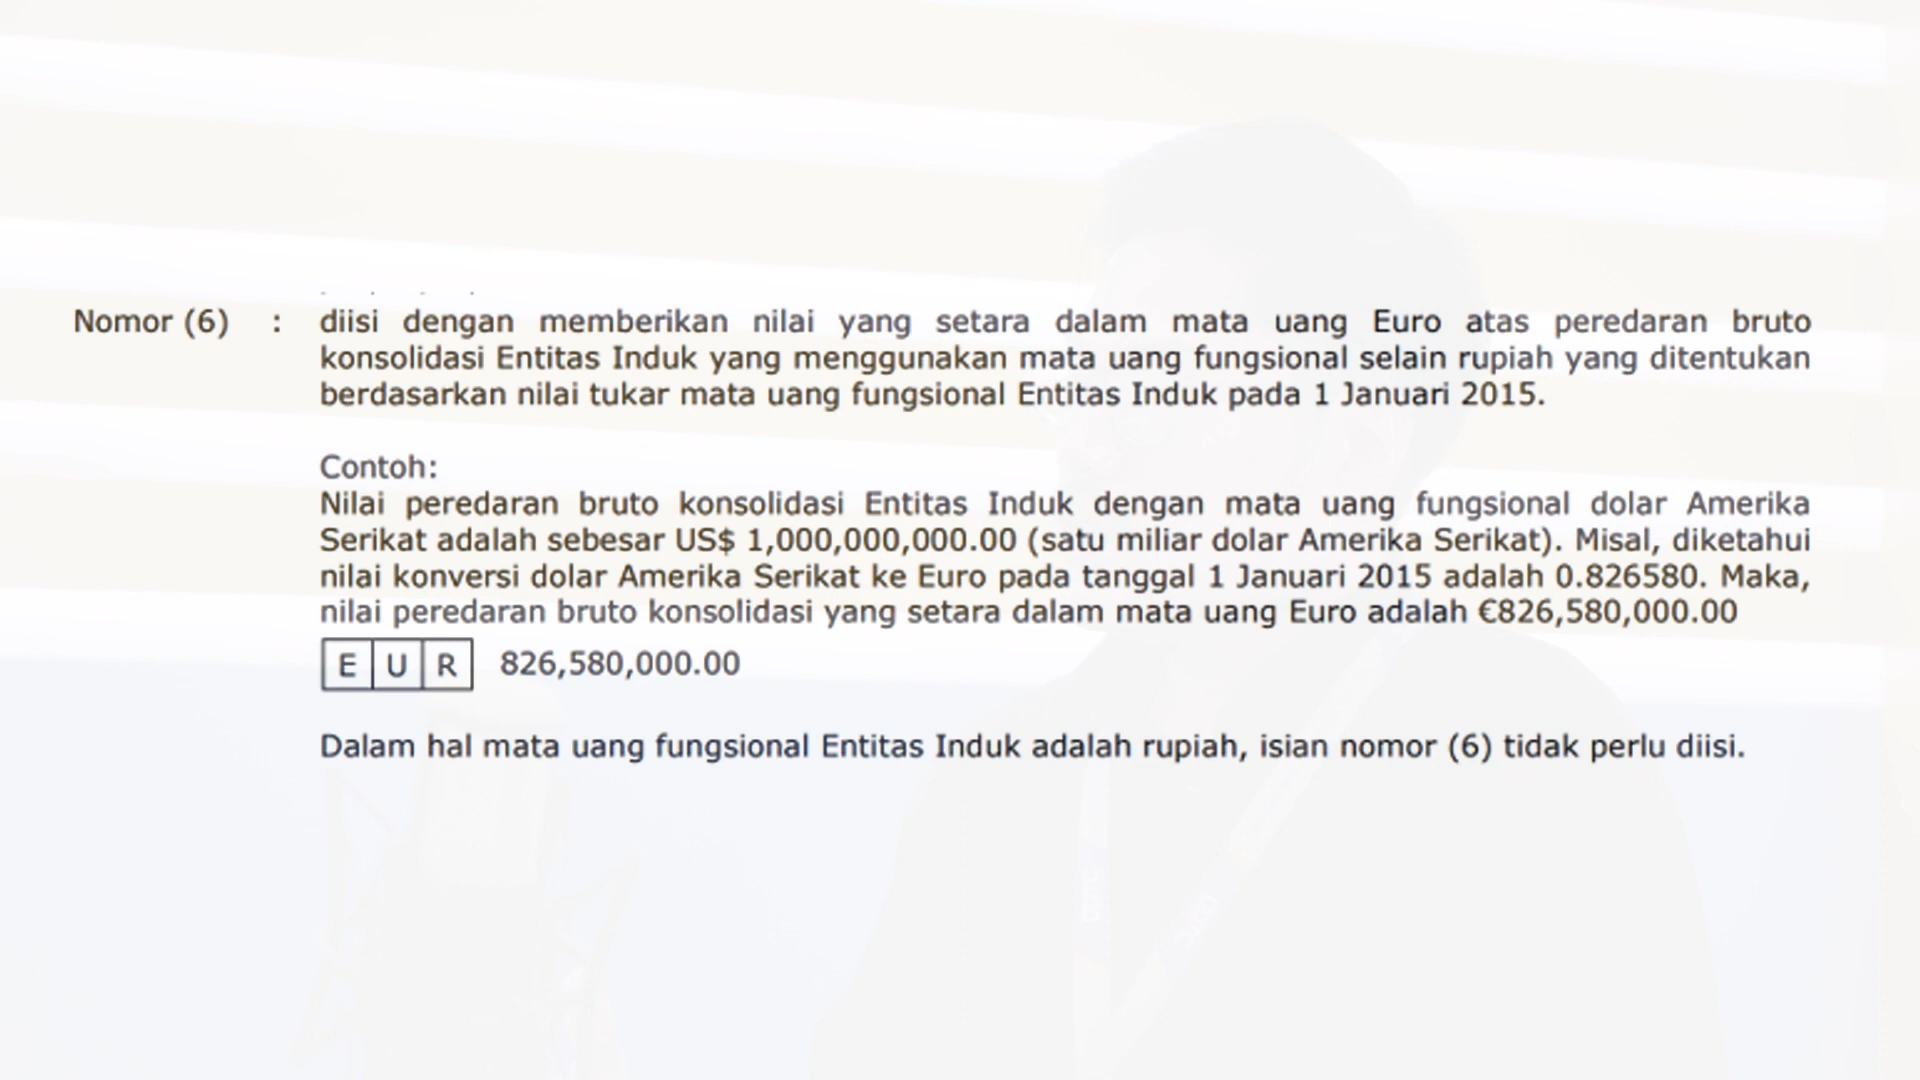 Nomor (6) : diisi dengan memberikan nilai yang setara dalam mata uang Euro atas peredaran bruto
konsolidasi Entitas Induk yang menggunakan mata uang fungsional selain rupiah yang ditentukan
berdasarkan nilai tukar mata uang fungsional Entitas Induk pada 1 Januari 2015.
Contoh:
Nilai peredaran bruto konsolidasi Entitas Induk dengan mata uang fungsional dolar Amerika
Serikat adalah sebesar US$ 1,000,000,000.00 (satu miliar dolar Amerika Serikat). Misal, diketahui
nilai konversi dolar Amerika Serikat ke Euro pada tanggal 1 Januari 2015 adalah 0.826580. Maka,
nilai peredaran bruto konsolidasi yang setara dalam mata uang Euro adalah €826,580,000.00
E U R 826,580,000.00
Dalam hal mata uang fungsional Entitas Induk adalah rupiah, isian nomor (6) tidak perlu diisi.